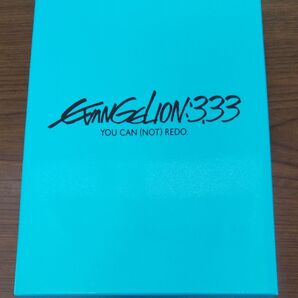 EVANGELION:3.33
YOU CAN (NOT) REDO.